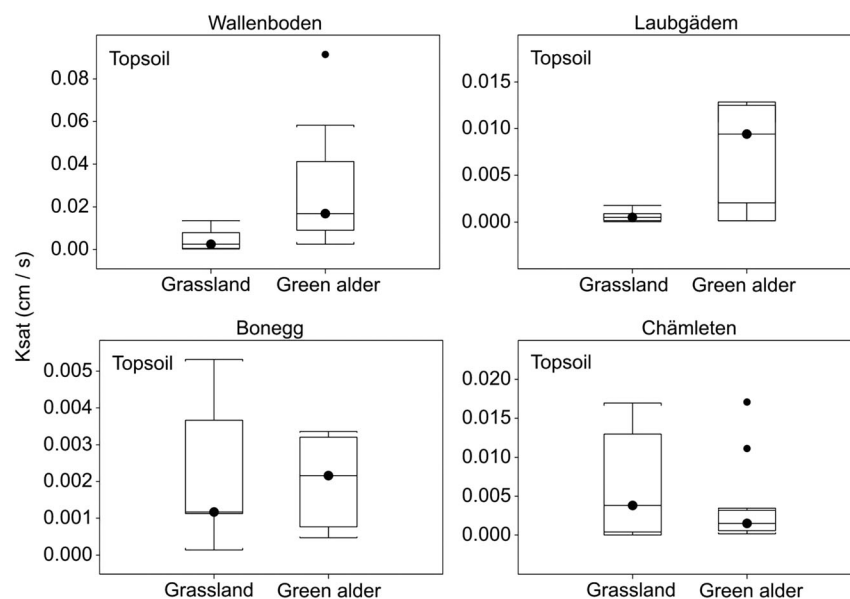 Ksat (cm / s)
Wallenboden
Topsoil
0.08
0.06
0.04
0.02
0.00
Grassland Green alder
Laubgädem
Topsoil
0.015
0.010
0.005
0.000
Grassland Green alder
Bonegg
Topsoil
0.005
0.004
0.003
0.002
0.001
0.000
Grassland Green alder
Chämleten
Topsoil
0.020
0.015
0.010
0.005
0.000
Grassland Green alder